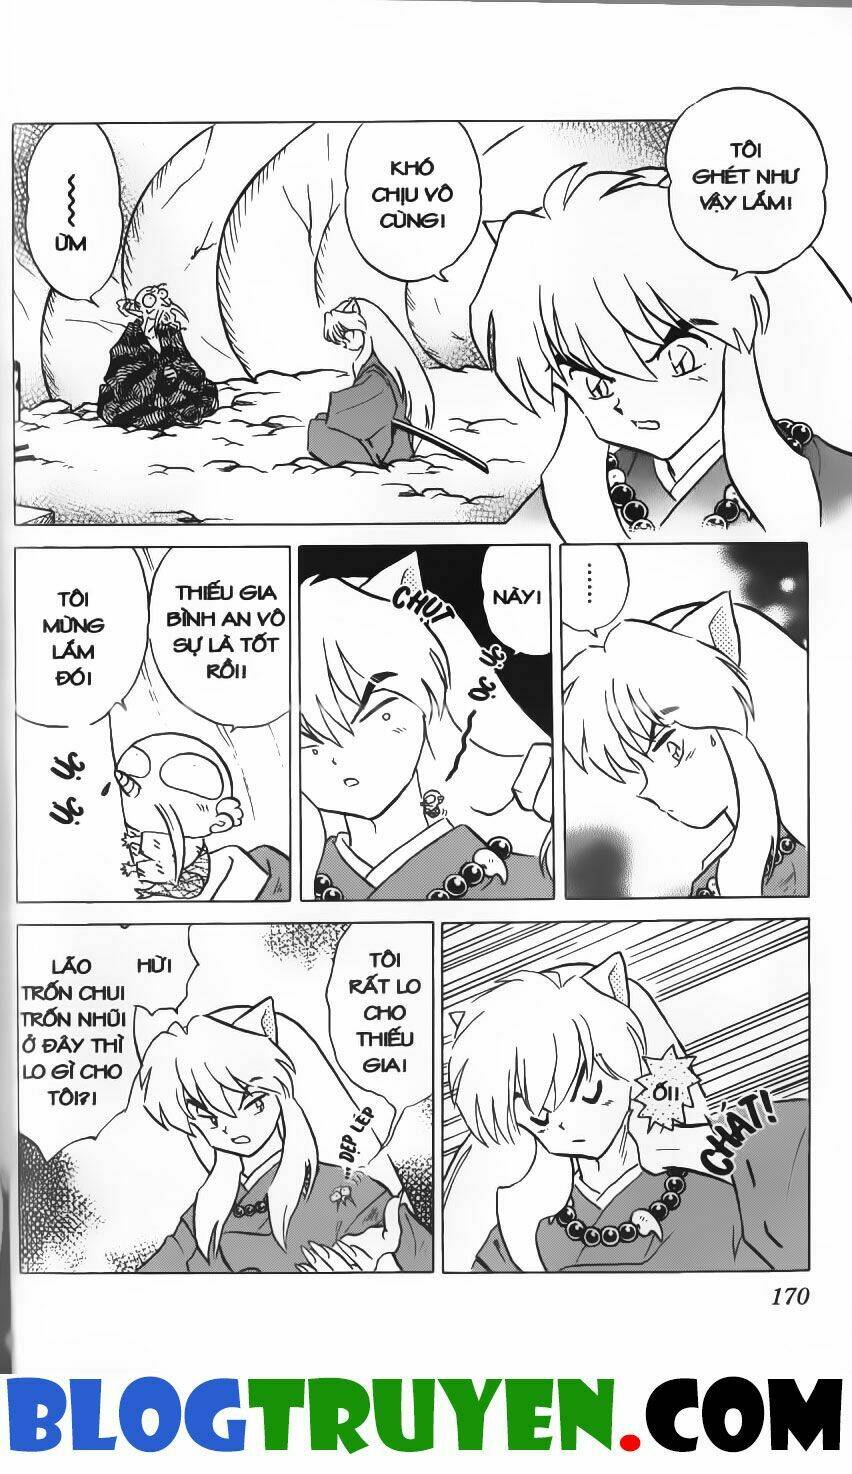 TÔI
GHÉT NHƯ
VẬY LẮM!
KHÓ
CHỊU VÔ
CÙNG!
ỪM
......
NÀY!
CHỤT
ỰC ỰC
THIẾU GIA
BÌNH AN VÔ
SỰ LÀ TỐT
RỒI!
TÔI
MỪNG
LẮM
ĐÓ!
ỰC ỰC
ỐI!
CHÁT!
TÔI
RẤT LO
CHO
THIẾU
GIA!
... DẸP LÉP
HỪ!
LÃO
TRỐN CHUI
TRỐN NHŨI
Ở ĐÂY THÌ
LO GÌ CHO
TÔI?!
170
BLOGTRUYEN.COM